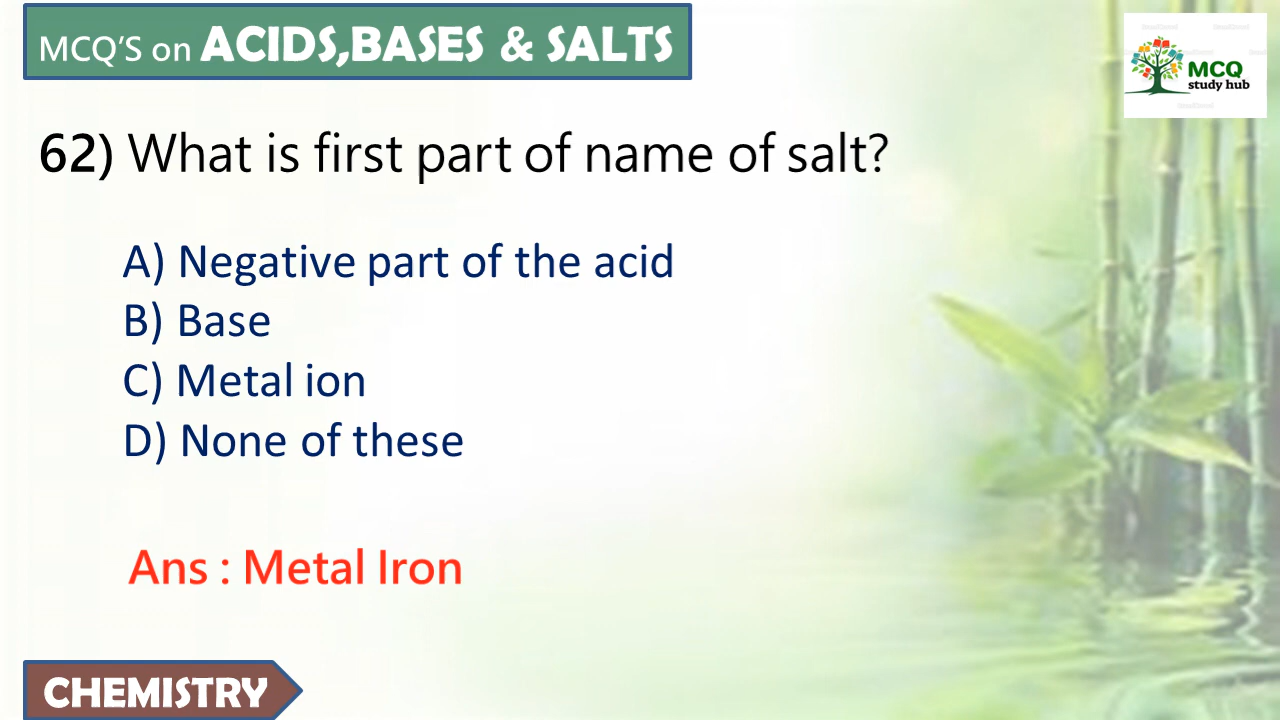 MCQ'S on ACIDS,BASES & SALTS
MCQ
study hub
62) What is first part of name of salt?
A) Negative part of the acid
B) Base
C) Metal ion
D) None of these
Ans : Metal Iron
CHEMISTRY